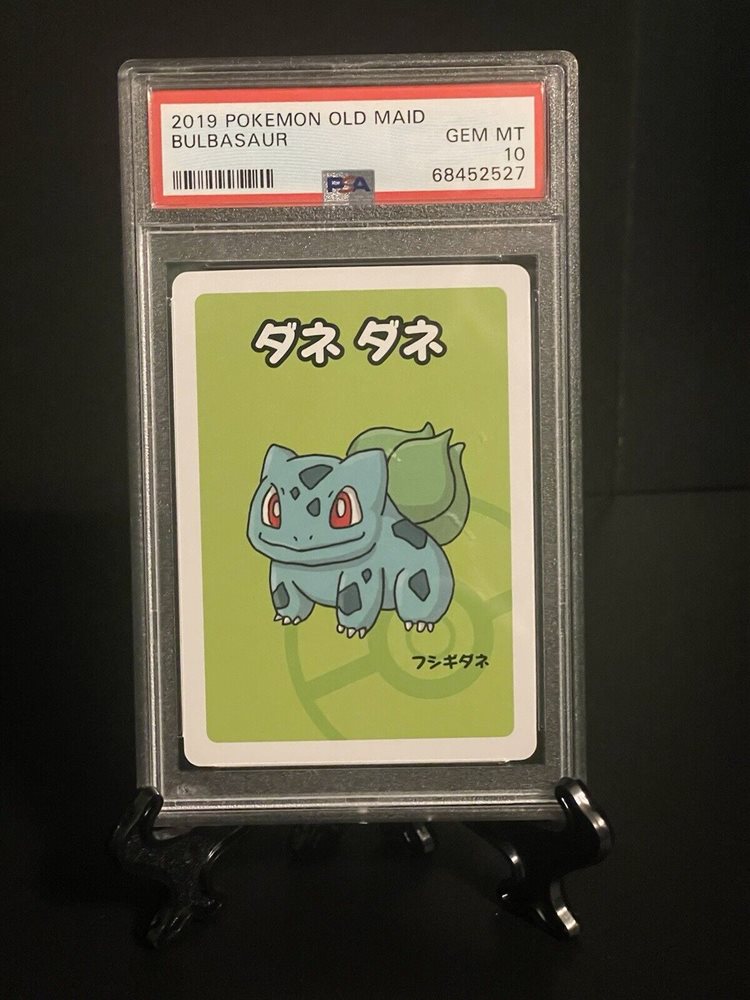 2019 POKEMON OLD MAID
BULBASAUR
GEM MT
10
PSA
68452527
ダネ ダネ
フシギダネ